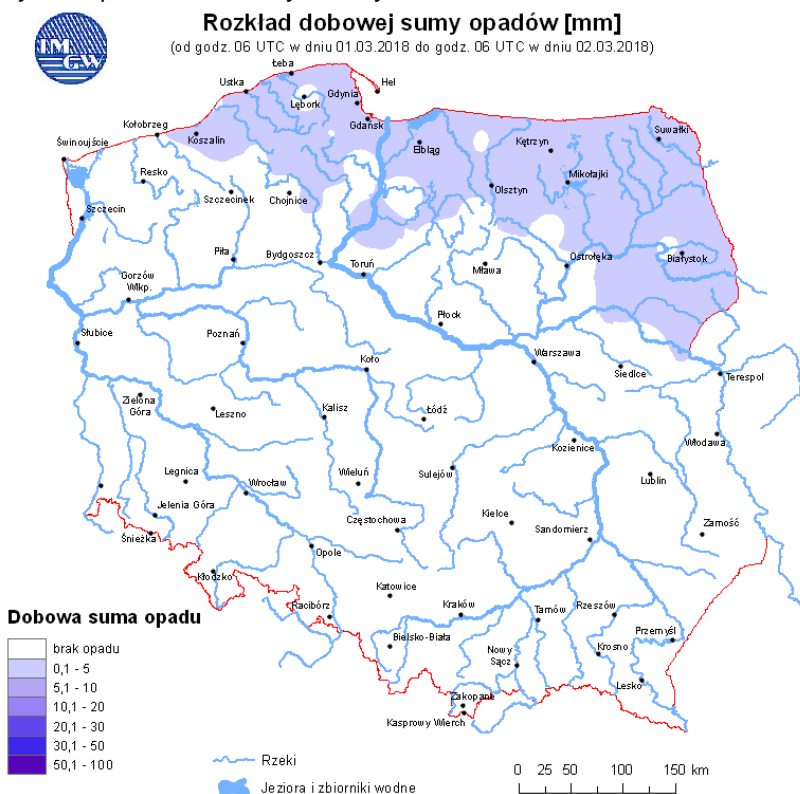 Rozkład dobowej sumy opadów [mm]
(od godz. 06 UTC w dniu 01.03.2018 do godz. 06 UTC w dniu 02.03.2018)
IM
GW
Łeba
Hel
Ustka
Lębork
Gdynia
Gdańsk
Kołobrzeg
Koszalin
Suwałki
Świnoujście
Elbląg
Kętrzyn
Resko
Mikołajki
Szczecinek
Chojnice
Olsztyn
Szczecin
Piła
Bydgoszcz
Toruń
Mława
Ostrołęka
Białystok
Gorzów
Wlkp.
Płock
Słubice
Poznań
Koło
Warszawa
Siedlce
Terespol
Zielona
Góra
Leszno
Kalisz
Łódź
Włodawa
Kozienice
Legnica
Wrocław
Wieluń
Sulejów
Lublin
Jelenia Góra
Częstochowa
Kielce
Sandomierz
Zamość
Śnieżka
Opole
Kłodzko
Katowice
Racibórz
Kraków
Tarnów
Rzeszów
Przemyśl
Bielsko-Biała
Nowy
Sącz
Krosno
Lesko
Zakopane
Kasprowy Wierch
Dobowa suma opadu
brak opadu
0,1 - 5
5,1 - 10
10,1 - 20
20,1 - 30
30,1 - 50
50,1 - 100
Rzeki
Jeziora i zbiorniki wodne
0 25 50 100 150 km